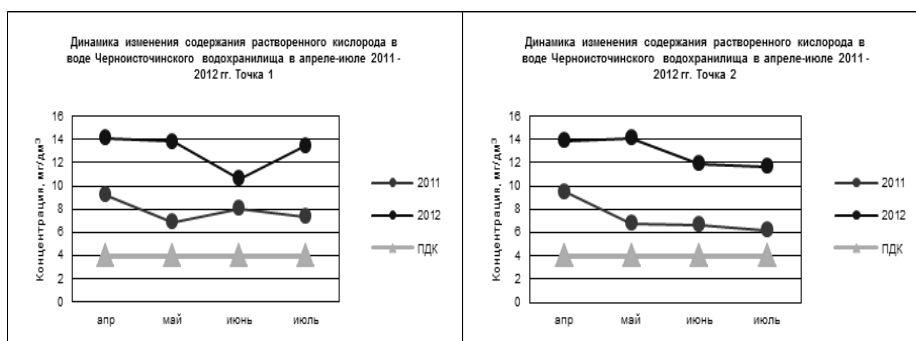 Динамика изменения содержания растворенного кислорода в
воде Черноисточинского водохранилища в апреле-июле 2011 -
2012 гг. Точка 1
Концентрация, мг/дм³
16
14
12
10
8
6
4
2
0
апр май июнь июль
2011
2012
ПДК
Динамика изменения содержания растворенного кислорода в
воде Черноисточинского водохранилища в апреле-июле 2011 -
2012 гг. Точка 2
Концентрация, мг/дм³
16
14
12
10
8
6
4
2
0
апр май июнь июль
2011
2012
ПДК